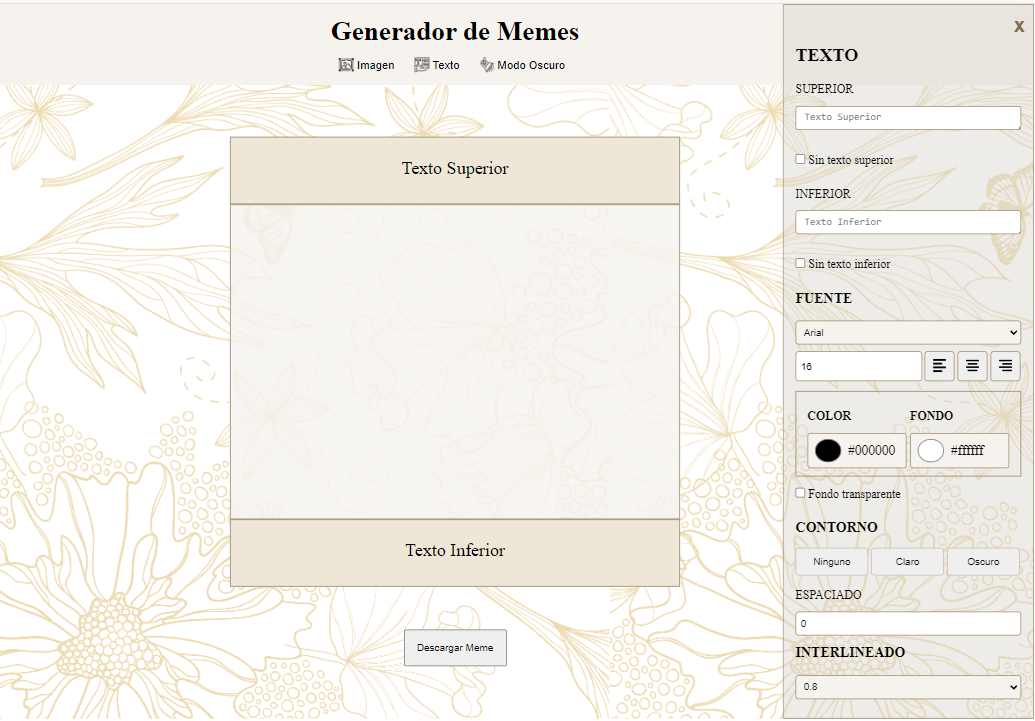 Generador de Memes
Imagen Texto Modo Oscuro
Texto Superior
Texto Inferior
Descargar Meme
X
TEXTO
SUPERIOR
Texto Superior
Sin texto superior
INFERIOR
Texto Inferior
Sin texto inferior
FUENTE
Arial
16
COLOR FONDO
#000000 #ffffff
Fondo transparente
CONTORNO
Ninguno Claro Oscuro
ESPACIADO
0
INTERLINEADO
0.8